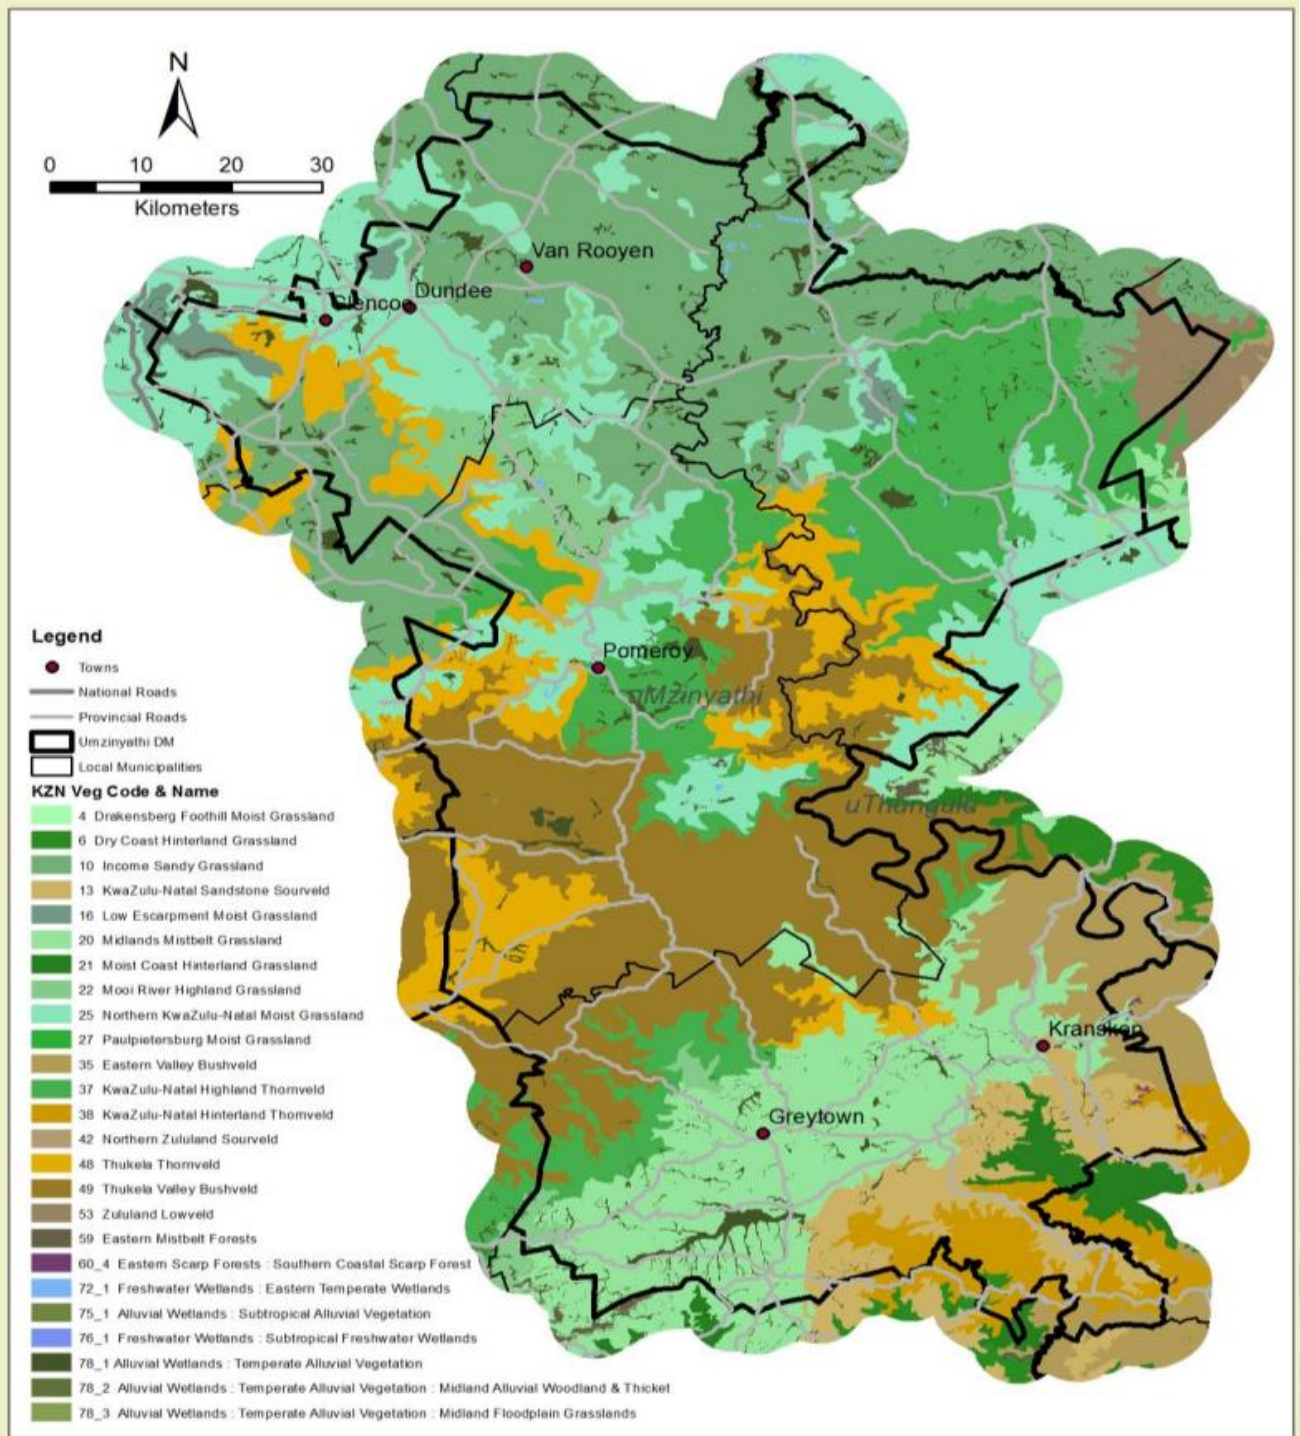 N
0 10 20 30
Kilometers
Van Rooyen
Dundee
Glencoe
Pomeroy
uMzinyathi
uThungulu
Kranskop
Greytown
Legend
Towns
National Roads
Provincial Roads
Umzinyathi DM
Local Municipalities
KZN Veg Code & Name
4 Drakensberg Foothill Moist Grassland
6 Dry Coast Hinterland Grassland
10 Income Sandy Grassland
13 KwaZulu-Natal Sandstone Sourveld
16 Low Escarpment Moist Grassland
20 Midlands Mistbelt Grassland
21 Moist Coast Hinterland Grassland
22 Mooi River Highland Grassland
25 Northern KwaZulu-Natal Moist Grassland
27 Paulpietersburg Moist Grassland
35 Eastern Valley Bushveld
37 KwaZulu-Natal Highland Thornveld
38 KwaZulu-Natal Hinterland Thornveld
42 Northern Zululand Sourveld
48 Thukela Thornveld
49 Thukela Valley Bushveld
53 Zululand Lowveld
59 Eastern Mistbelt Forests
60_4 Eastern Scarp Forests : Southern Coastal Scarp Forest
72_1 Freshwater Wetlands : Eastern Temperate Wetlands
75_1 Alluvial Wetlands : Subtropical Alluvial Vegetation
76_1 Freshwater Wetlands : Subtropical Freshwater Wetlands
78_1 Alluvial Wetlands : Temperate Alluvial Vegetation
78_2 Alluvial Wetlands : Temperate Alluvial Vegetation : Midland Alluvial Woodland & Thicket
78_3 Alluvial Wetlands : Temperate Alluvial Vegetation : Midland Floodplain Grasslands